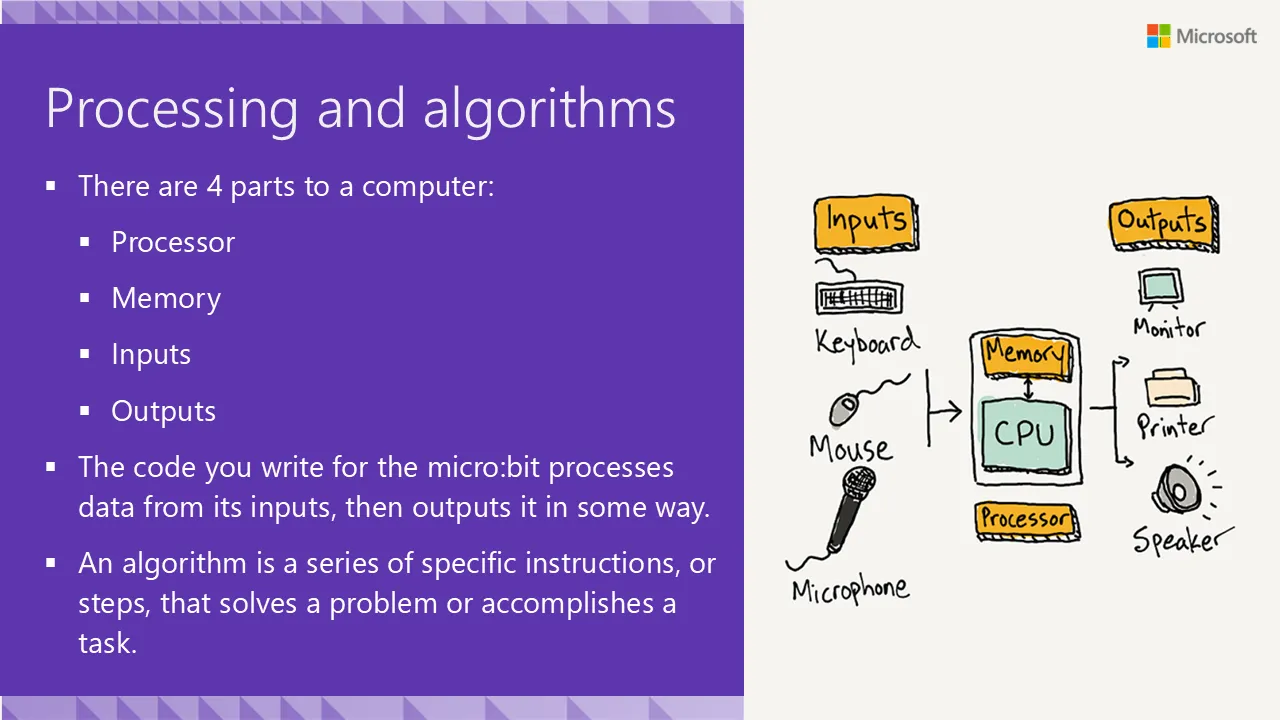 Microsoft
Processing and algorithms
▪ There are 4 parts to a computer:
▪ Processor
▪ Memory
▪ Inputs
▪ Outputs
▪ The code you write for the micro:bit processes
data from its inputs, then outputs it in some way.
▪ An algorithm is a series of specific instructions, or
steps, that solves a problem or accomplishes a
task.
Inputs
Keyboard
Mouse
Microphone
Memory
CPU
Processor
Outputs
Monitor
Printer
Speaker